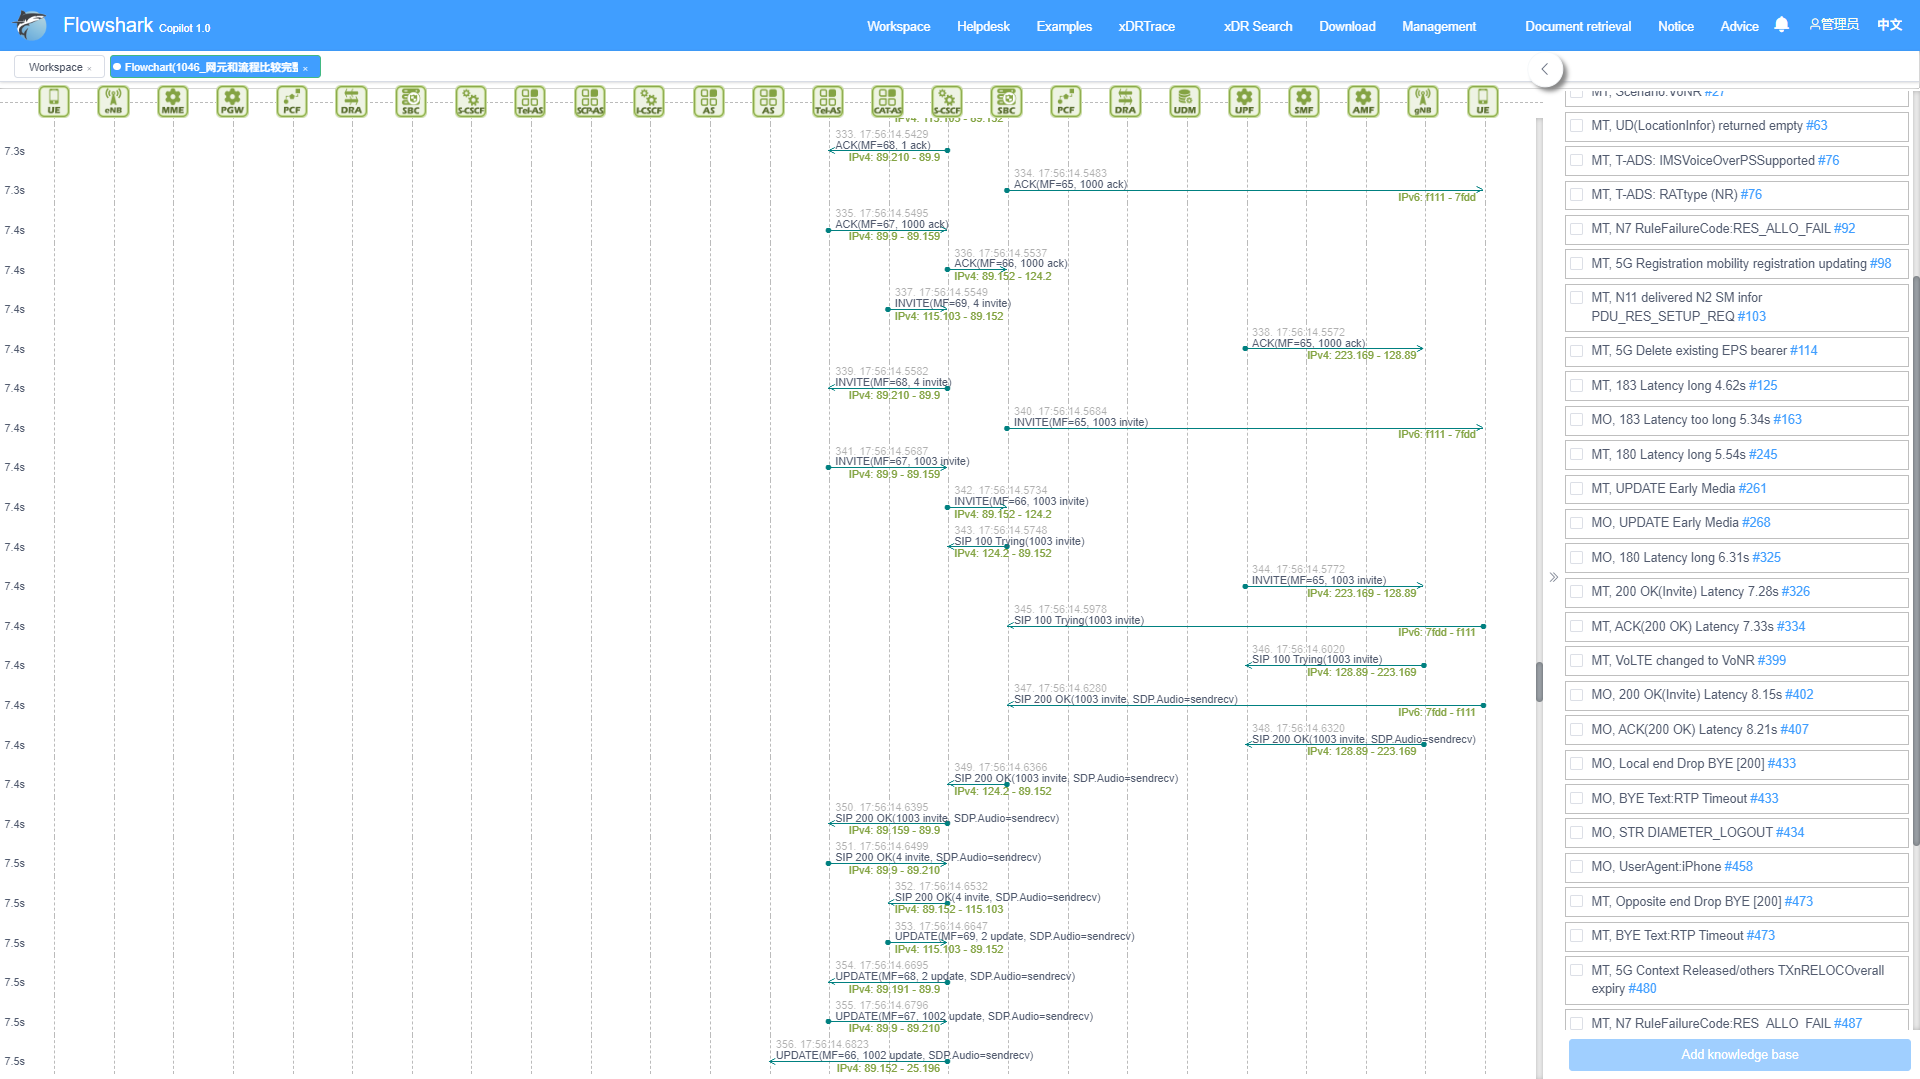 Flowshark Copilot 1.0
Workspace Helpdesk Examples xDRTrace xDR Search Download Management Document retrieval Notice Advice 管理员 中文
Workspace ×
Flowchart(1046_网元和流程比较完整 ×
UE eNB MME PGW PCF DRA SBC S-CSCF Tel-AS SCP-AS I-CSCF AS AS Tel-AS CAT-AS S-CSCF SBC PCF DRA UDM UPF SMF AMF gNB UE
IPv4: 115.103 - 89.152
333. 17:56:14.5429
7.3s
ACK(MF=68, 1 ack)
IPv4: 89.210 - 89.9
334. 17:56:14.5483
7.3s
ACK(MF=65, 1000 ack)
IPv6: f111 - 7fdd
335. 17:56:14.5495
7.4s
ACK(MF=67, 1000 ack)
IPv4: 89.9 - 89.159
336. 17:56:14.5537
7.4s
ACK(MF=66, 1000 ack)
IPv4: 89.152 - 124.2
337. 17:56:14.5549
7.4s
INVITE(MF=69, 4 invite)
IPv4: 115.103 - 89.152
338. 17:56:14.5572
7.4s
ACK(MF=65, 1000 ack)
IPv4: 223.169 - 128.89
339. 17:56:14.5582
7.4s
INVITE(MF=68, 4 invite)
IPv4: 89.210 - 89.9
340. 17:56:14.5684
7.4s
INVITE(MF=65, 1003 invite)
IPv6: f111 - 7fdd
341. 17:56:14.5687
7.4s
INVITE(MF=67, 1003 invite)
IPv4: 89.9 - 89.159
342. 17:56:14.5734
7.4s
INVITE(MF=66, 1003 invite)
IPv4: 89.152 - 124.2
343. 17:56:14.5748
7.4s
SIP 100 Trying(1003 invite)
IPv4: 124.2 - 89.152
344. 17:56:14.5772
7.4s
INVITE(MF=65, 1003 invite)
IPv4: 223.169 - 128.89
345. 17:56:14.5978
7.4s
SIP 100 Trying(1003 invite)
IPv6: 7fdd - f111
346. 17:56:14.6020
7.4s
SIP 100 Trying(1003 invite)
IPv4: 128.89 - 223.169
347. 17:56:14.6280
7.4s
SIP 200 OK(1003 invite, SDP.Audio=sendrecv)
IPv6: 7fdd - f111
348. 17:56:14.6320
7.4s
SIP 200 OK(1003 invite, SDP.Audio=sendrecv)
IPv4: 128.89 - 223.169
349. 17:56:14.6366
7.4s
SIP 200 OK(1003 invite, SDP.Audio=sendrecv)
IPv4: 124.2 - 89.152
350. 17:56:14.6395
7.4s
SIP 200 OK(1003 invite, SDP.Audio=sendrecv)
IPv4: 89.159 - 89.9
351. 17:56:14.6499
7.5s
SIP 200 OK(4 invite, SDP.Audio=sendrecv)
IPv4: 89.9 - 89.210
352. 17:56:14.6532
7.5s
SIP 200 OK(4 invite, SDP.Audio=sendrecv)
IPv4: 89.152 - 115.103
353. 17:56:14.6647
7.5s
UPDATE(MF=69, 2 update, SDP.Audio=sendrecv)
IPv4: 115.103 - 89.152
354. 17:56:14.6695
7.5s
UPDATE(MF=68, 2 update, SDP.Audio=sendrecv)
IPv4: 89.191 - 89.9
355. 17:56:14.6796
7.5s
UPDATE(MF=67, 1002 update, SDP.Audio=sendrecv)
IPv4: 89.9 - 89.210
356. 17:56:14.6823
7.5s
UPDATE(MF=66, 1002 update, SDP.Audio=sendrecv)
IPv4: 89.152 - 25.196
MT, Scenario:VoNR #27
MT, UD(LocationInfor) returned empty #63
MT, T-ADS: IMSVoiceOverPSSupported #76
MT, T-ADS: RATtype (NR) #76
MT, N7 RuleFailureCode:RES_ALLO_FAIL #92
MT, 5G Registration mobility registration updating #98
MT, N11 delivered N2 SM infor
PDU_RES_SETUP_REQ #103
MT, 5G Delete existing EPS bearer #114
MT, 183 Latency long 4.62s #125
MO, 183 Latency too long 5.34s #163
MT, 180 Latency long 5.54s #245
MT, UPDATE Early Media #261
MO, UPDATE Early Media #268
MO, 180 Latency long 6.31s #325
MT, 200 OK(Invite) Latency 7.28s #326
MT, ACK(200 OK) Latency 7.33s #334
MT, VoLTE changed to VoNR #399
MO, 200 OK(Invite) Latency 8.15s #402
MO, ACK(200 OK) Latency 8.21s #407
MO, Local end Drop BYE [200] #433
MO, BYE Text:RTP Timeout #433
MO, STR DIAMETER_LOGOUT #434
MO, UserAgent:iPhone #458
MT, Opposite end Drop BYE [200] #473
MT, BYE Text:RTP Timeout #473
MT, 5G Context Released/others TXnRELOCOverall
expiry #480
MT, N7 RuleFailureCode:RES_ALLO_FAIL #487
Add knowledge base